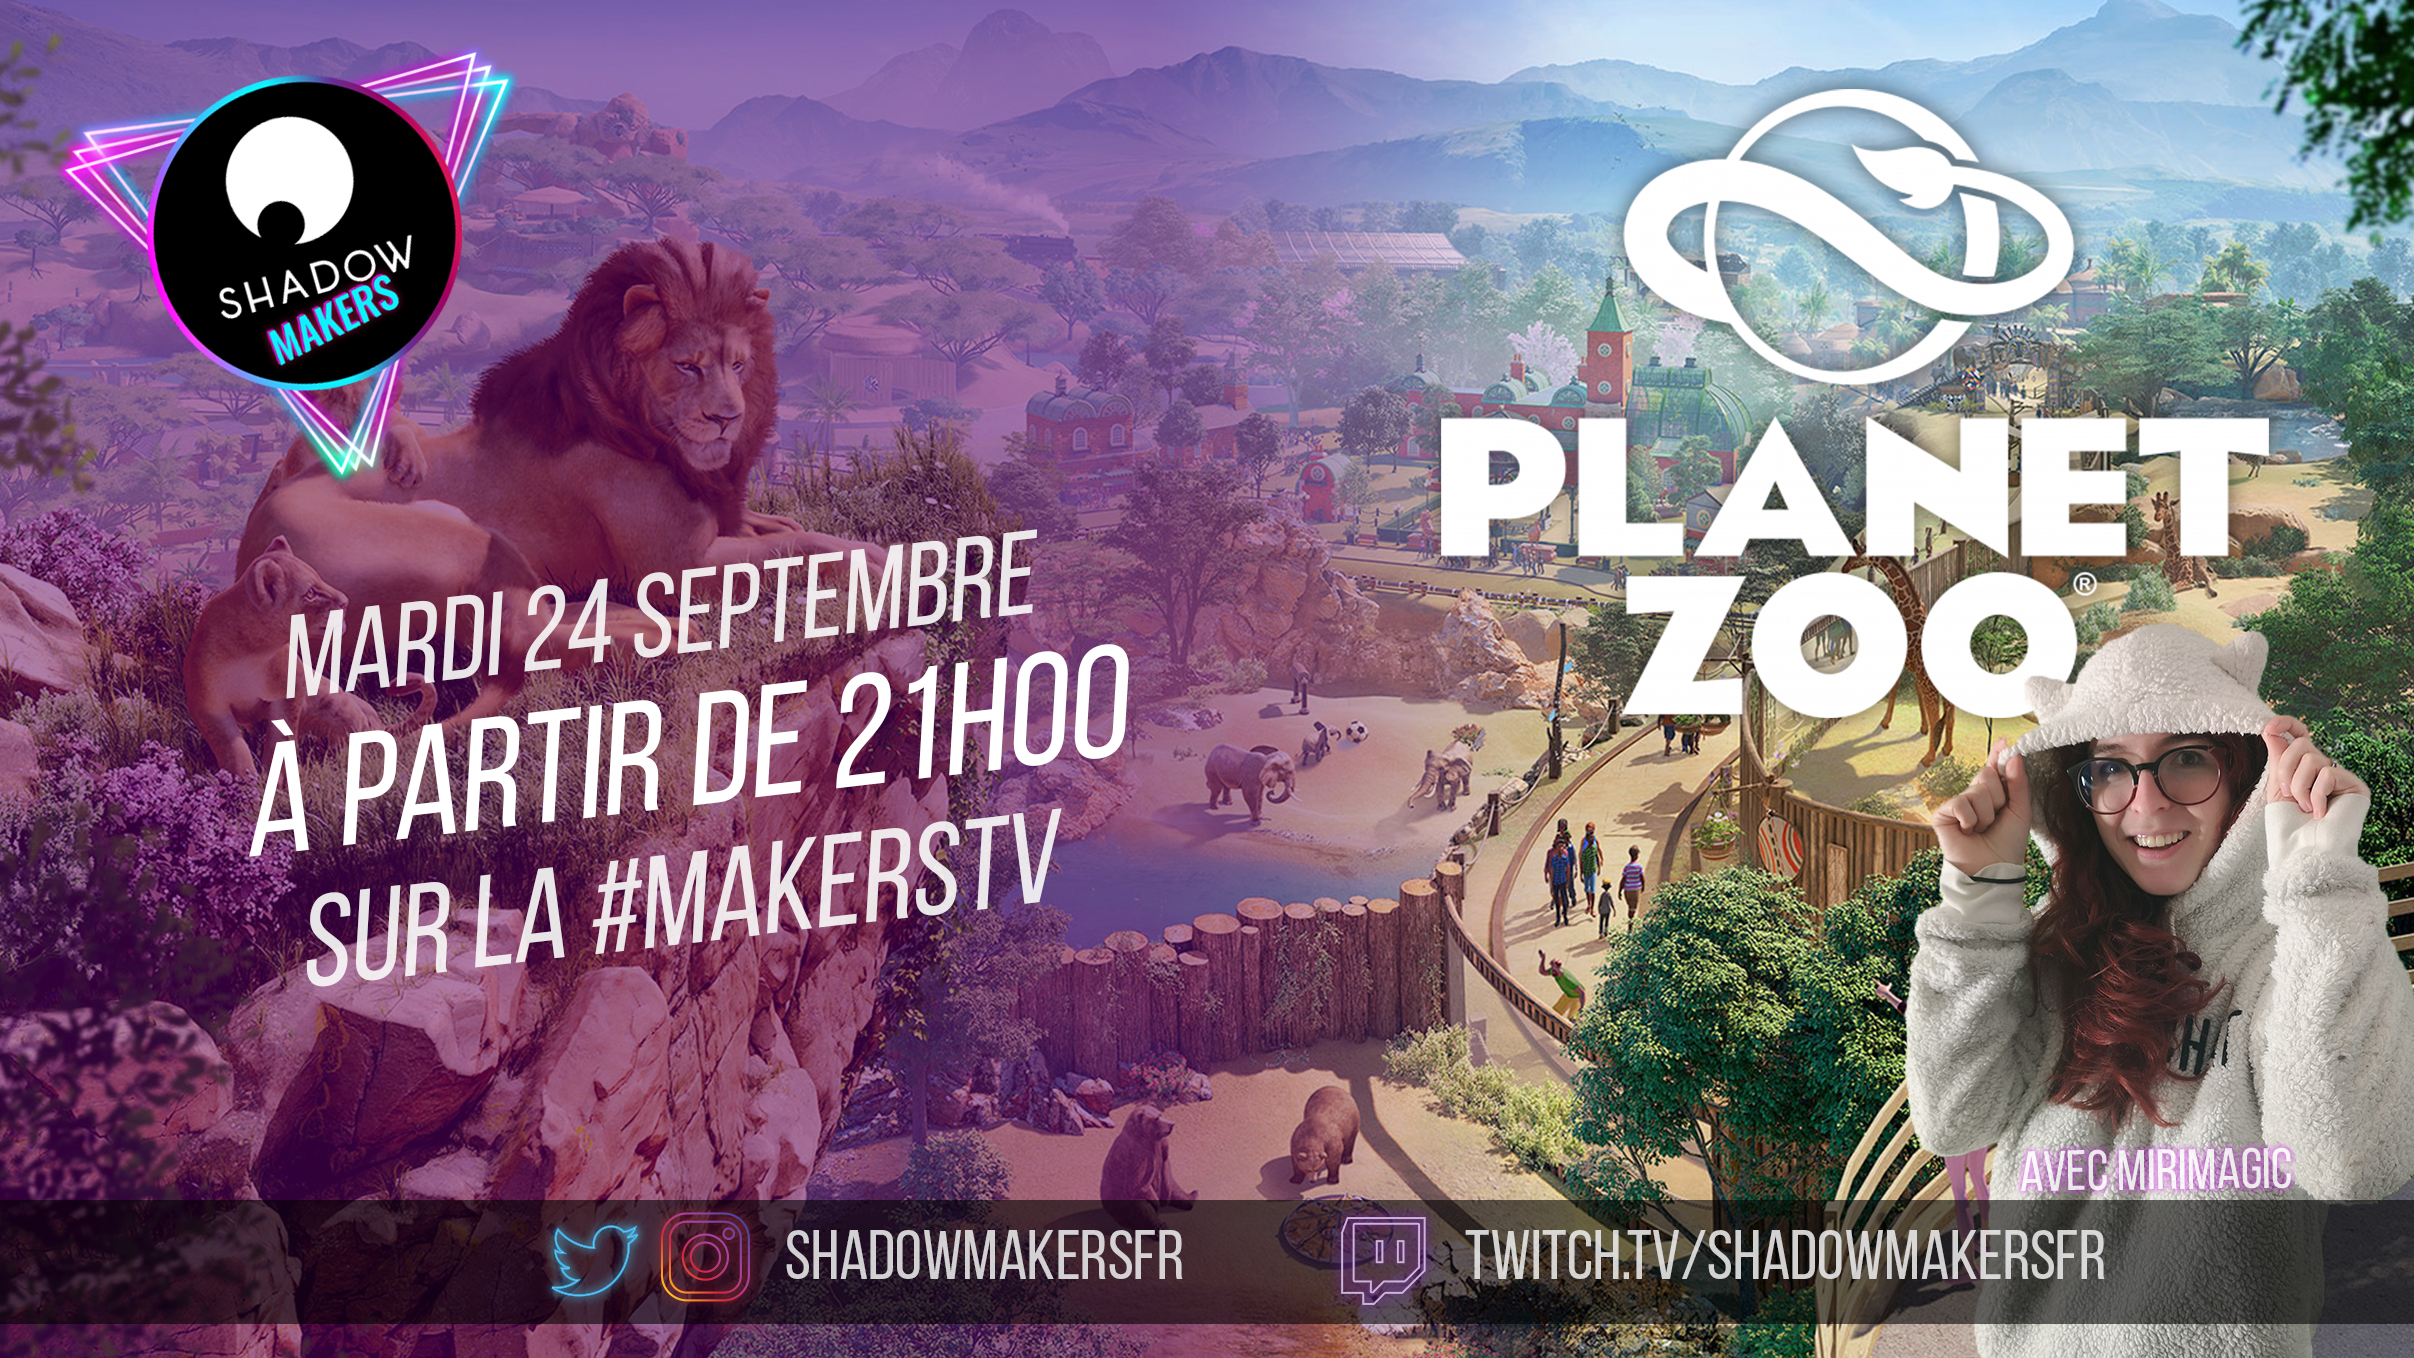 SHADOW
MAKERS
PLANET
ZOO®
MARDI 24 SEPTEMBRE
À PARTIR DE 21H00
SUR LA #MAKERSTV
AVEC MIRIMAGIC
SHADOWMAKERSFR
TWITCH.TV/SHADOWMAKERSFR